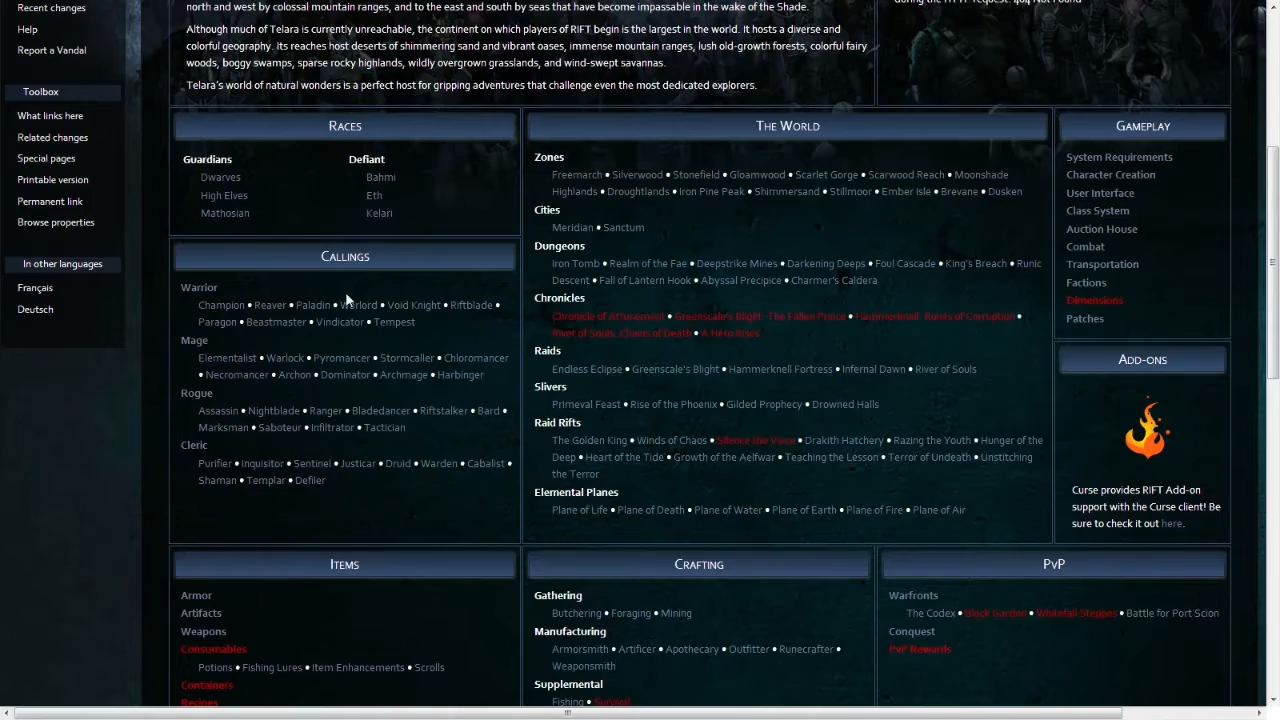 Recent changes
Help
Report a Vandal
Toolbox
What links here
Related changes
Special pages
Printable version
Permanent link
Browse properties
In other languages
Français
Deutsch
north and west by colossal mountain ranges, and to the east and south by seas that have become impassable in the wake of the Shade.
Although much of Telara is currently unreachable, the continent on which players of RIFT begin is the largest in the world. It hosts a diverse and
colorful geography. Its reaches host deserts of shimmering sand and vibrant oases, immense mountain ranges, lush old-growth forests, colorful fairy
woods, boggy swamps, sparse rocky highlands, wildly overgrown grasslands, and wind-swept savannas.
Telara's world of natural wonders is a perfect host for gripping adventures that challenge even the most dedicated explorers.
during the HTTP request: 404 Not Found
Races
Guardians Defiant
Dwarves Bahmi
High Elves Eth
Mathosian Kelari
Callings
Warrior
Champion • Reaver • Paladin • Warlord • Void Knight • Riftblade •
Paragon • Beastmaster • Vindicator • Tempest
Mage
Elementalist • Warlock • Pyromancer • Stormcaller • Chloromancer
• Necromancer • Archon • Dominator • Archmage • Harbinger
Rogue
Assassin • Nightblade • Ranger • Bladedancer • Riftstalker • Bard •
Marksman • Saboteur • Infiltrator • Tactician
Cleric
Purifier • Inquisitor • Sentinel • Justicar • Druid • Warden • Cabalist •
Shaman • Templar • Defiler
The World
Zones
Freemarch • Silverwood • Stonefield • Gloamwood • Scarlet Gorge • Scarwood Reach • Moonshade
Highlands • Droughtlands • Iron Pine Peak • Shimmersand • Stillmoor • Ember Isle • Brevane • Dusken
Cities
Meridian • Sanctum
Dungeons
Iron Tomb • Realm of the Fae • Deepstrike Mines • Darkening Deeps • Foul Cascade • King's Breach • Runic
Descent • Fall of Lantern Hook • Abyssal Precipice • Charmer's Caldera
Chronicles
Chronicle of Attunement • Greenscale's Blight: The Fallen Prince • Hammerknell: Runes of Corruption •
River of Souls: Chaos of Death • A Hero Rises
Raids
Endless Eclipse • Greenscale's Blight • Hammerknell Fortress • Infernal Dawn • River of Souls
Slivers
Primeval Feast • Rise of the Phoenix • Gilded Prophecy • Drowned Halls
Raid Rifts
The Golden King • Winds of Chaos • Silence the Voice • Drakith Hatchery • Razing the Youth • Hunger of the
Deep • Heart of the Tide • Growth of the Aelfwar • Teaching the Lesson • Terror of Undeath • Unstitching
the Terror
Elemental Planes
Plane of Life • Plane of Death • Plane of Water • Plane of Earth • Plane of Fire • Plane of Air
Gameplay
System Requirements
Character Creation
User Interface
Class System
Auction House
Combat
Transportation
Factions
Dimensions
Patches
Add-ons
Curse provides RIFT Add-on
support with the Curse client! Be
sure to check it out here.
Items
Armor
Artifacts
Weapons
Consumables
Potions • Fishing Lures • Item Enhancements • Scrolls
Containers
Recipes
Crafting
Gathering
Butchering • Foraging • Mining
Manufacturing
Armorsmith • Artificer • Apothecary • Outfitter • Runecrafter •
Weaponsmith
Supplemental
Fishing • Survival
PvP
Warfronts
The Codex • Black Garden • Whitefall Steppes • Battle for Port Scion
Conquest
PvP Rewards